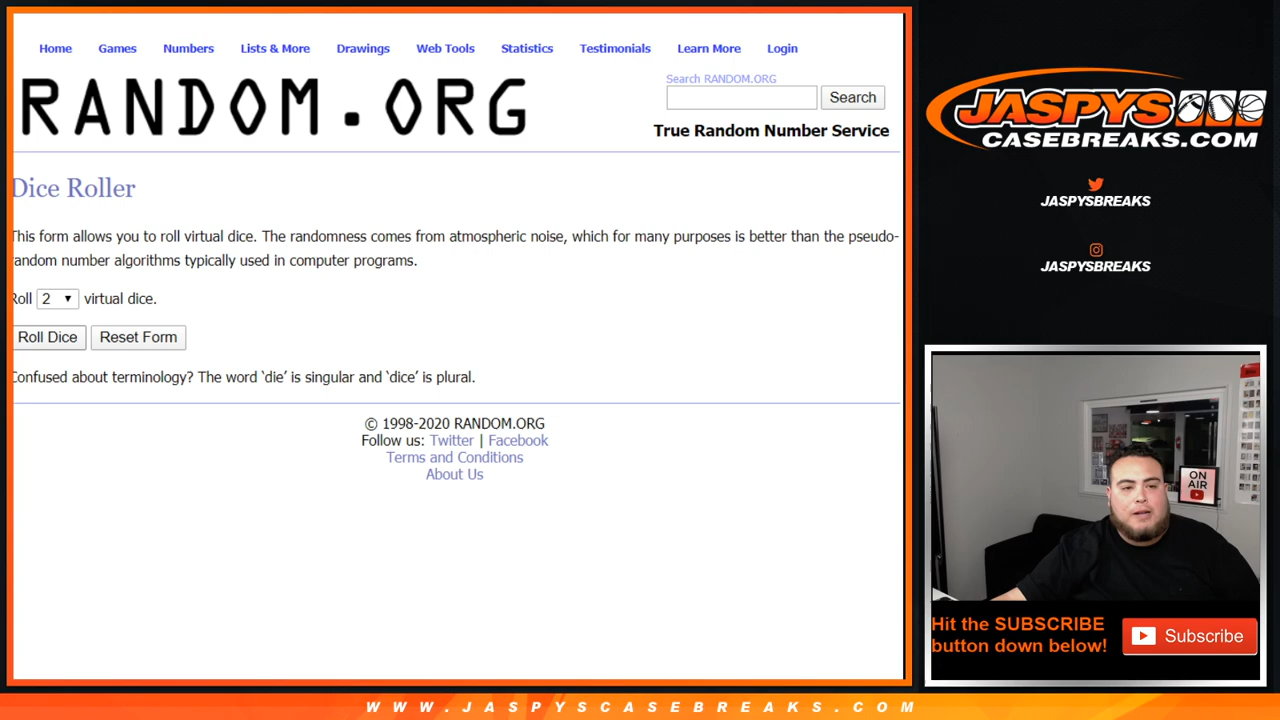 Home Games Numbers Lists & More Drawings Web Tools Statistics Testimonials Learn More Login
RANDOM.ORG
Search RANDOM.ORG
Search
True Random Number Service
Dice Roller
This form allows you to roll virtual dice. The randomness comes from atmospheric noise, which for many purposes is better than the pseudo-
random number algorithms typically used in computer programs.
Roll 2 virtual dice.
Roll Dice Reset Form
Confused about terminology? The word ‘die’ is singular and ‘dice’ is plural.
© 1998-2020 RANDOM.ORG
Follow us: Twitter | Facebook
Terms and Conditions
About Us
JASPYS
CASEBREAKS.COM
JASPYSBREAKS
JASPYSBREAKS
ON
AIR
Hit the SUBSCRIBE
button down below!
Subscribe
WWW.JASPYSCASEBREAKS.COM